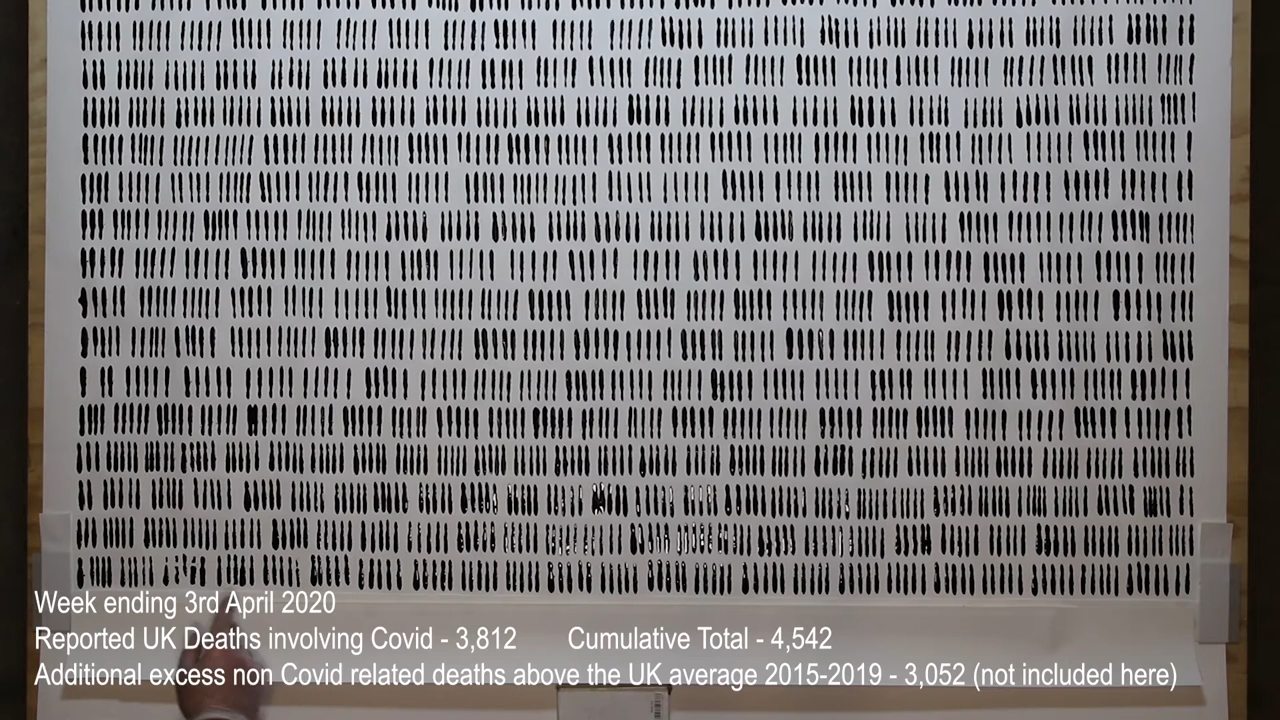 Week ending 3rd April 2020
Reported UK Deaths involving Covid - 3,812 Cumulative Total - 4,542
Additional excess non Covid related deaths above the UK average 2015-2019 - 3,052 (not included here)